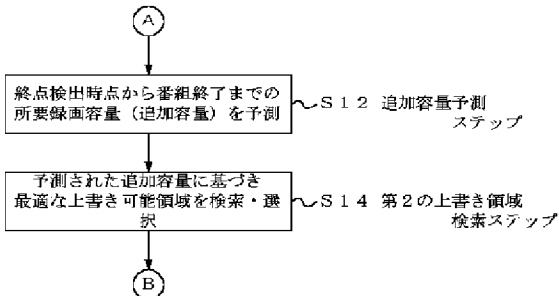 A
終点検出時点から番組終了までの
所要録画容量（追加容量）を予測
S12 追加容量予測
ステップ
予測された追加容量に基づき
最適な上書き可能領域を検索・選
択
S14 第2の上書き領域
検索ステップ
B